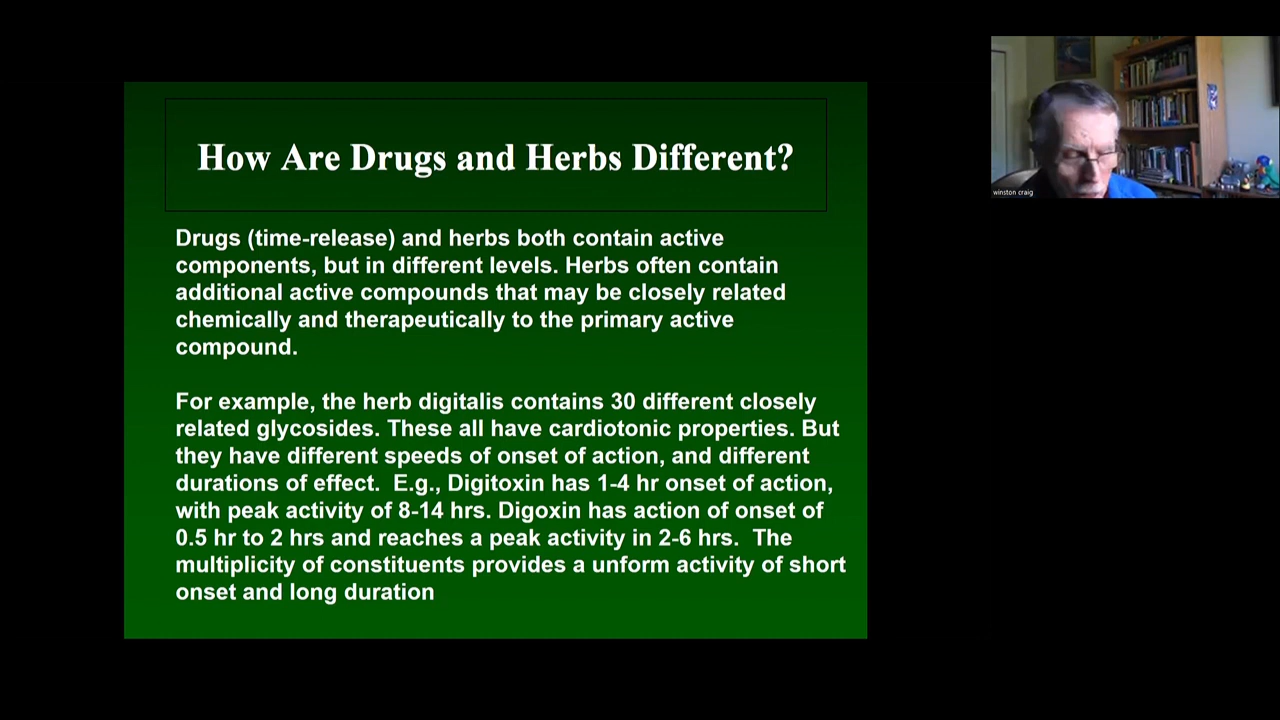 How Are Drugs and Herbs Different?
Drugs (time-release) and herbs both contain active
components, but in different levels. Herbs often contain
additional active compounds that may be closely related
chemically and therapeutically to the primary active
compound.
For example, the herb digitalis contains 30 different closely
related glycosides. These all have cardiotonic properties. But
they have different speeds of onset of action, and different
durations of effect.  E.g., Digitoxin has 1-4 hr onset of action,
with peak activity of 8-14 hrs. Digoxin has action of onset of
0.5 hr to 2 hrs and reaches a peak activity in 2-6 hrs.  The
multiplicity of constituents provides a unform activity of short
onset and long duration
winston craig